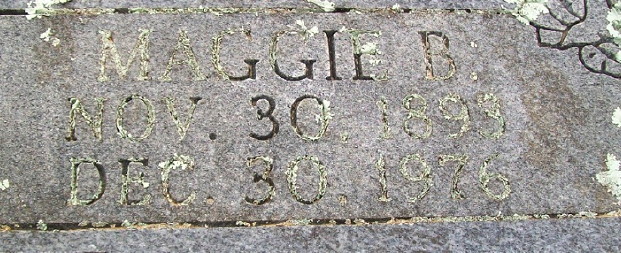 MAGGIE B.
NOV. 30. 1893
DEC. 30. 1976